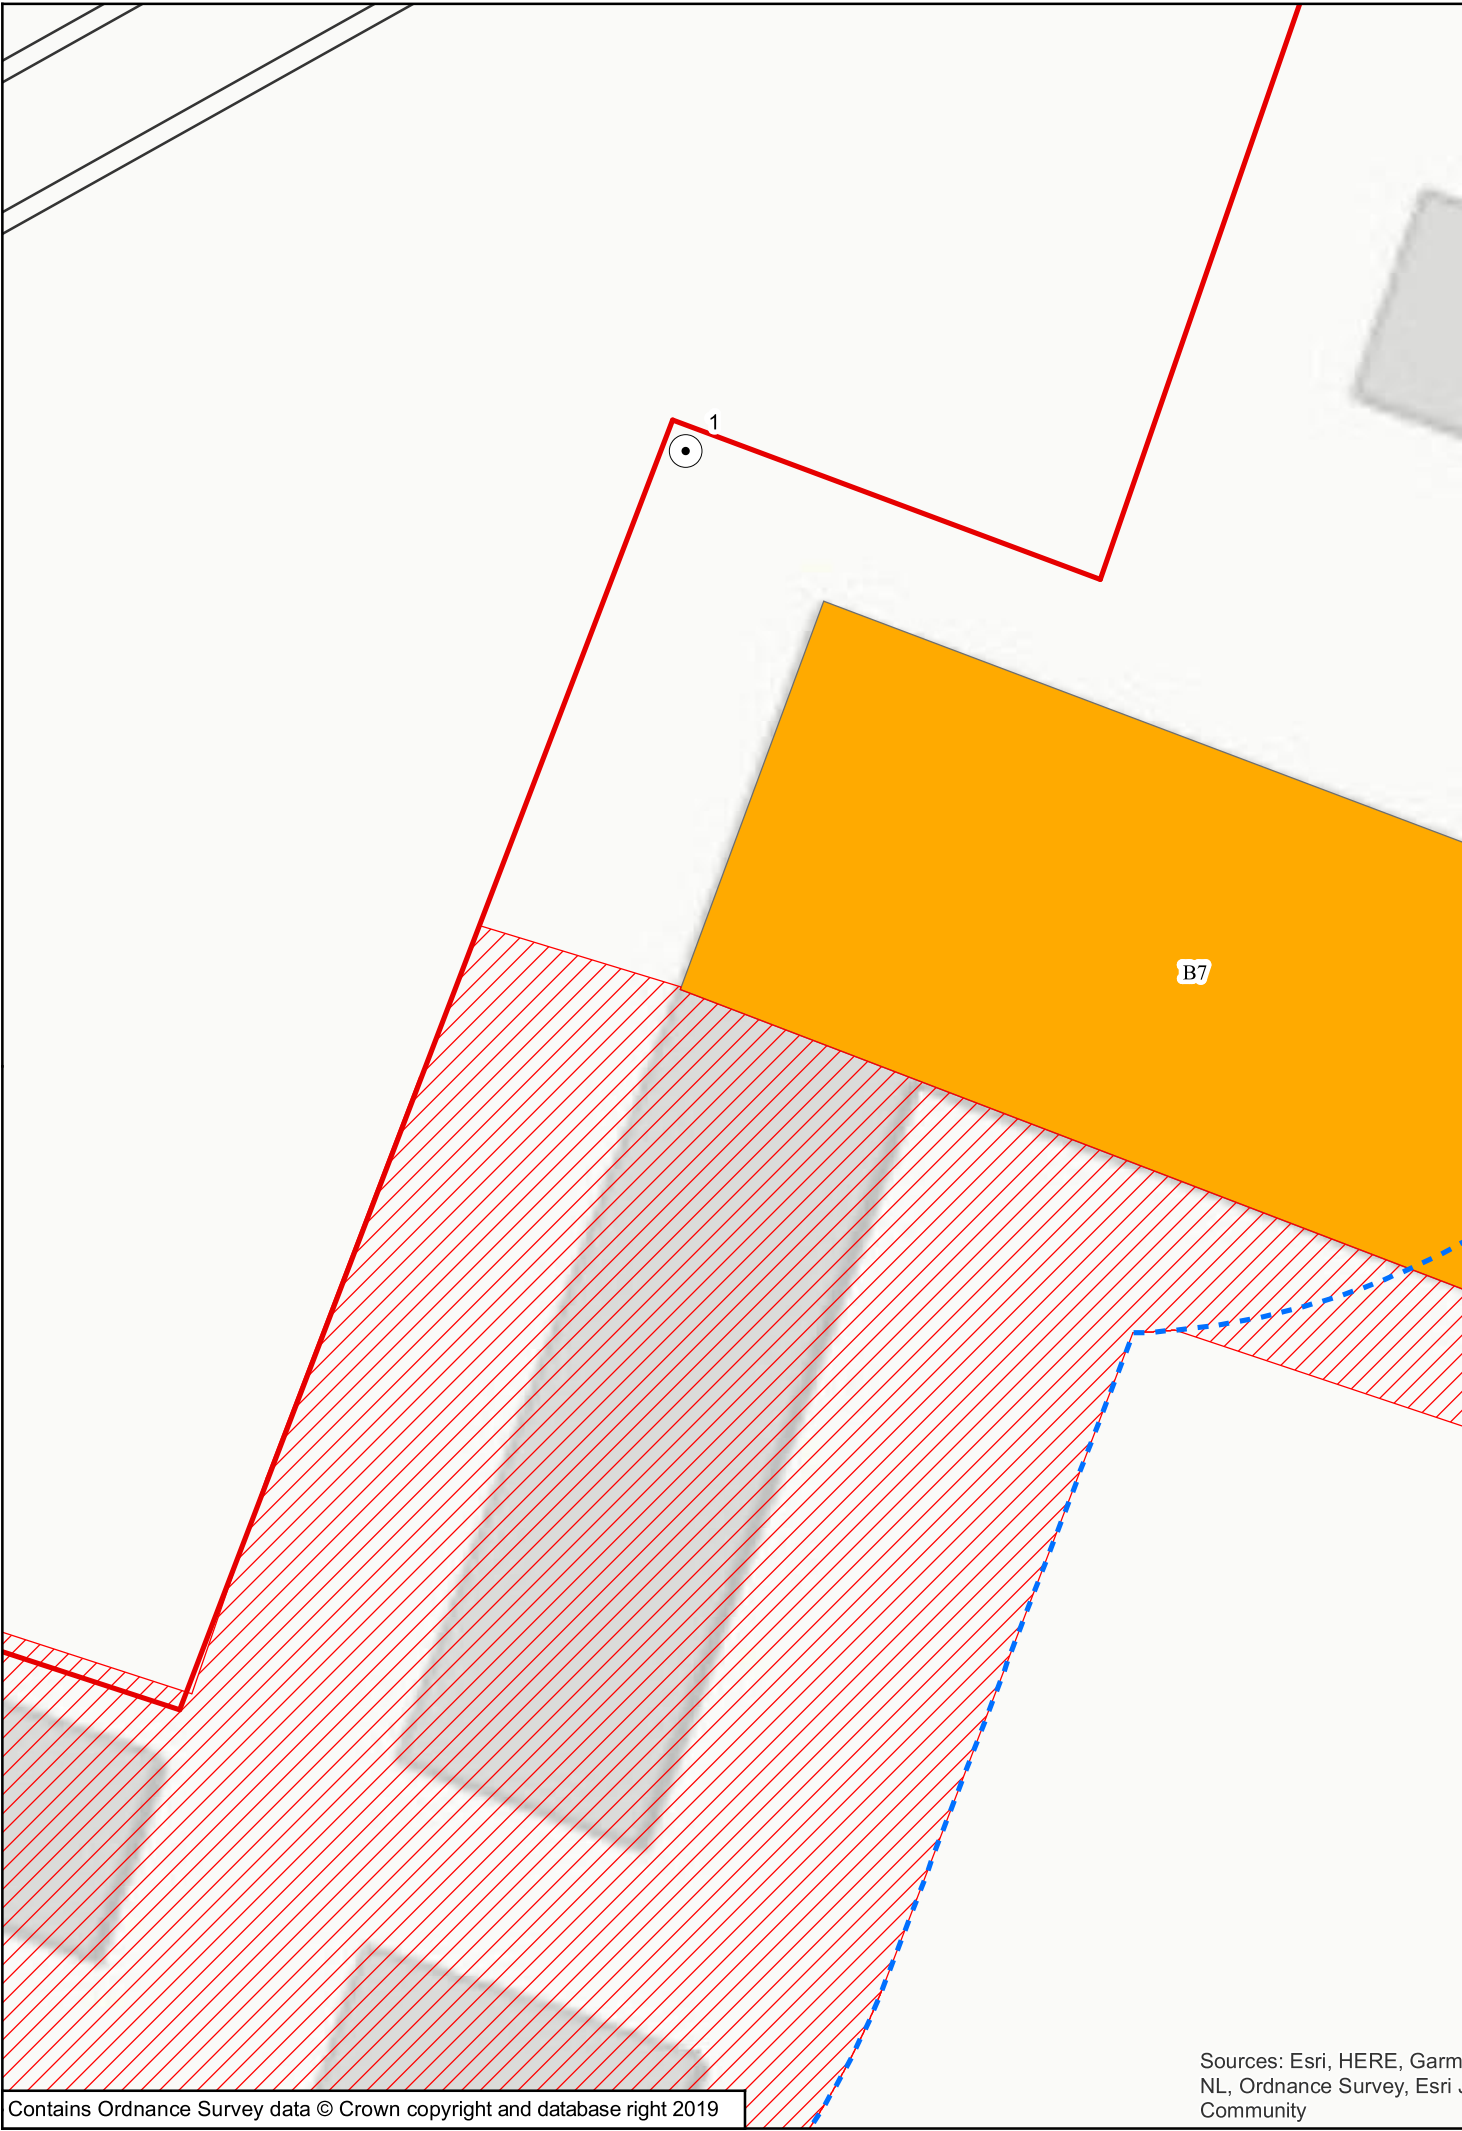 1
B7
Sources: Esri, HERE, Garm
NL, Ordnance Survey, Esri
Community
Contains Ordnance Survey data © Crown copyright and database right 2019